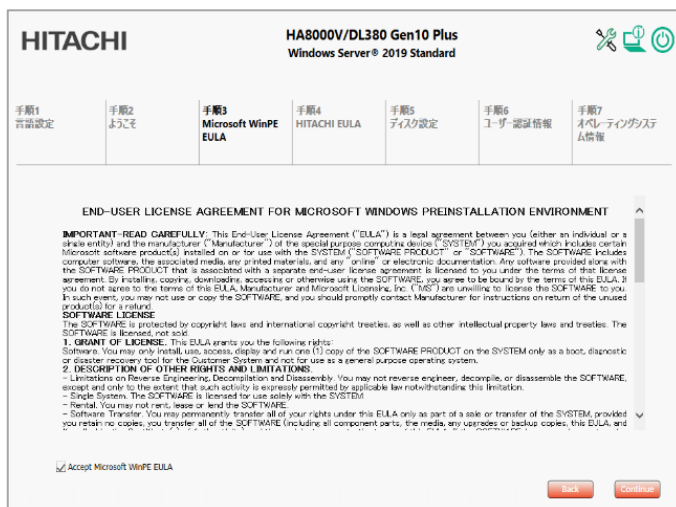 HITACHI
HA8000V/DL380 Gen10 Plus
Windows Server® 2019 Standard
手順1
言語設定
手順2
ようこそ
手順3
Microsoft WinPE
EULA
手順4
HITACHI EULA
手順5
ディスク設定
手順6
ユーザー認証情報
手順7
オペレーティングシステ
ム情報
END-USER LICENSE AGREEMENT FOR MICROSOFT WINDOWS PREINSTALLATION ENVIRONMENT
IMPORTANT-READ CAREFULLY: This End-User License Agreement ("EULA") is a legal agreement between you (either an individual or a
single entity) and the manufacturer ("Manufacturer") of the special purpose computing device ("SYSTEM") you acquired which includes certain
Microsoft software product(s) installed on or for use with the SYSTEM ("SOFTWARE PRODUCT" or "SOFTWARE"). The SOFTWARE includes
computer software, the associated media, any printed materials, and any "online" or electronic documentation. Any software provided along with
the SOFTWARE PRODUCT that is associated with a separate end-user license agreement is licensed to you under the terms of that license
agreement. By installing, copying, downloading, accessing or otherwise using the SOFTWARE, you agree to be bound by the terms of this EULA. If
you do not agree to the terms of this EULA, Manufacturer and Microsoft Licensing, Inc. ("MS") are unwilling to license the SOFTWARE to you.
In such event, you may not use or copy the SOFTWARE, and you should promptly contact Manufacturer for instructions on return of the unused
product(s) for a refund.
SOFTWARE LICENSE
The SOFTWARE is protected by copyright laws and international copyright treaties, as well as other intellectual property laws and treaties. The
SOFTWARE is licensed, not sold.
1. GRANT OF LICENSE. This EULA grants you the following rights:
Software. You may only install, use, access, display and run one (1) copy of the SOFTWARE PRODUCT on the SYSTEM only as a boot, diagnostic
or disaster recovery tool for the Customer System and not for use as a general purpose operating system.
2. DESCRIPTION OF OTHER RIGHTS AND LIMITATIONS.
- Limitations on Reverse Engineering, Decompilation and Disassembly. You may not reverse engineer, decompile, or disassemble the SOFTWARE,
except and only to the extent that such activity is expressly permitted by applicable law notwithstanding this limitation.
- Single System. The SOFTWARE is licensed for use solely with the SYSTEM
- Rental. You may not rent, lease or lend the SOFTWARE.
- Software Transfer. You may permanently transfer all of your rights under this EULA only as part of a sale or transfer of the SYSTEM, provided
you retain no copies, you transfer all of the SOFTWARE (including all component parts, the media, any upgrades or backup copies, this EULA, and
Accept Microsoft WinPE EULA
Back
Continue